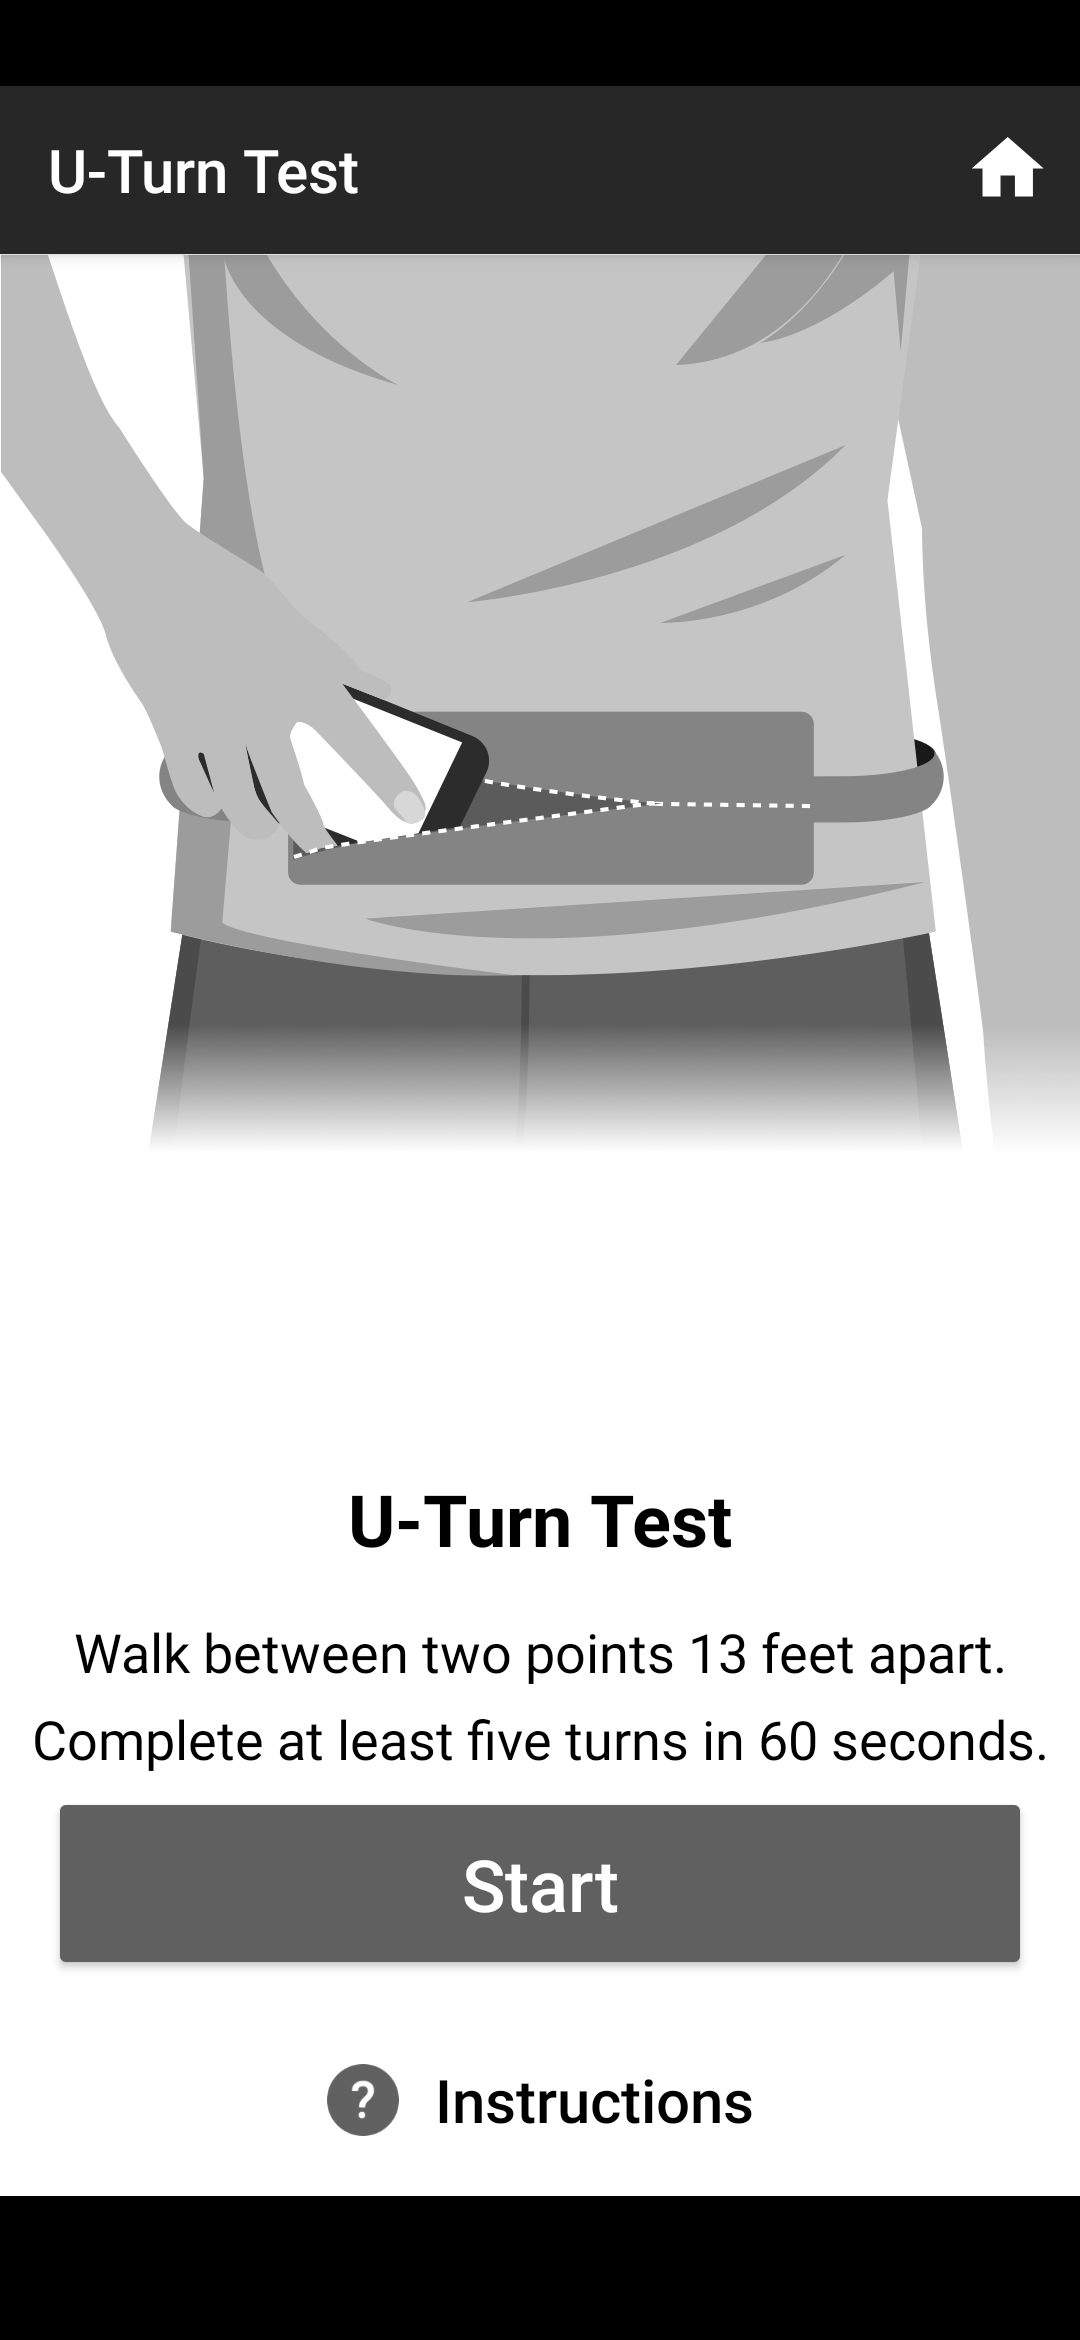 U-Turn Test
U-Turn Test
Walk between two points 13 feet apart.
Complete at least five turns in 60 seconds.
Start
? Instructions